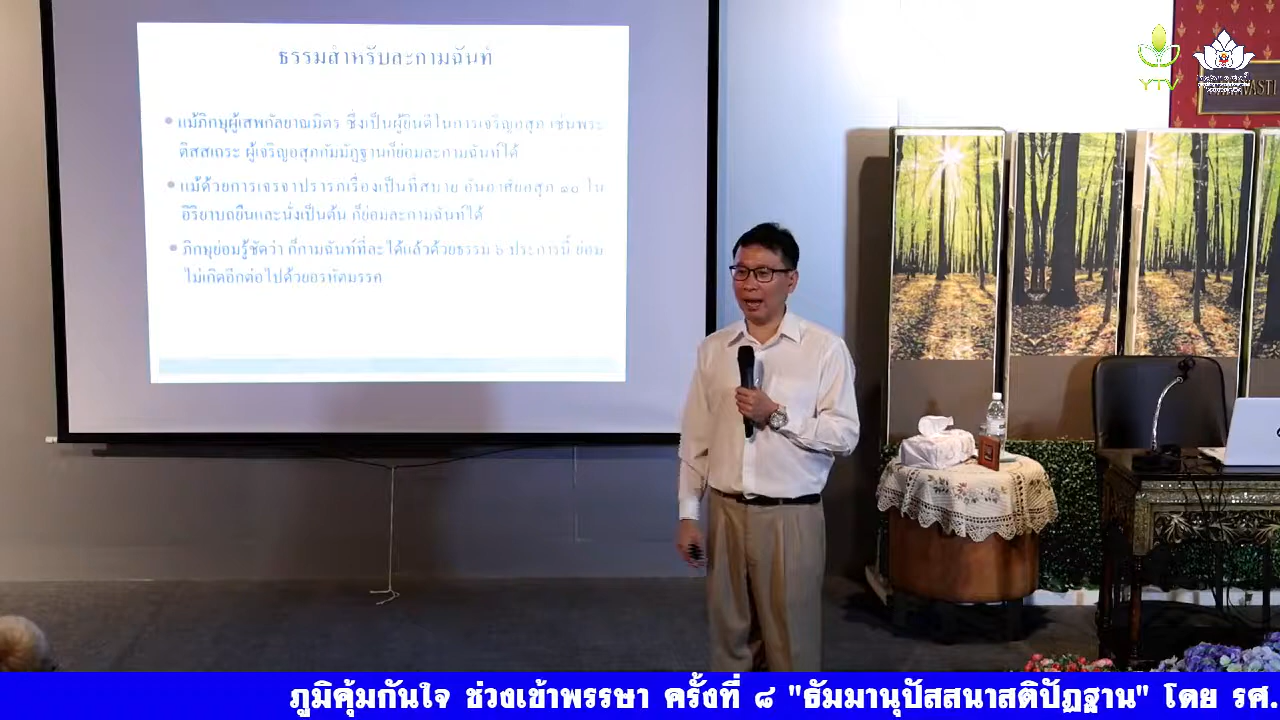 ธรรมสำหรับละกามฉันท์
แม้ภิกษุผู้เสพกัลยาณมิตร ซึ่งเป็นผู้ยินดีในการเจริญอสุภ เช่นพระ
ติสสเถระ ผู้เจริญอสุภกัมมัฏฐานก็ย่อมละกามฉันท์ได้
แม้ด้วยการเจรจาปรารภเรื่องเป็นที่สบาย อันอาศัยอสุภ ๑๐ ใน
อิริยาบถยืนและนั่งเป็นต้น ก็ย่อมละกามฉันท์ได้
ภิกษุย่อมรู้ชัดว่า ก็กามฉันท์ที่ละได้แล้วด้วยธรรม ๖ ประการนี้ ย่อม
ไม่เกิดอีกต่อไปด้วยอรหัตมรรค
YTV
VASTI
ภูมิคุ้มกันใจ ช่วงเข้าพรรษา ครั้งที่ ๘ "ธัมมานุปัสสนาสติปัฏฐาน" โดย รศ.